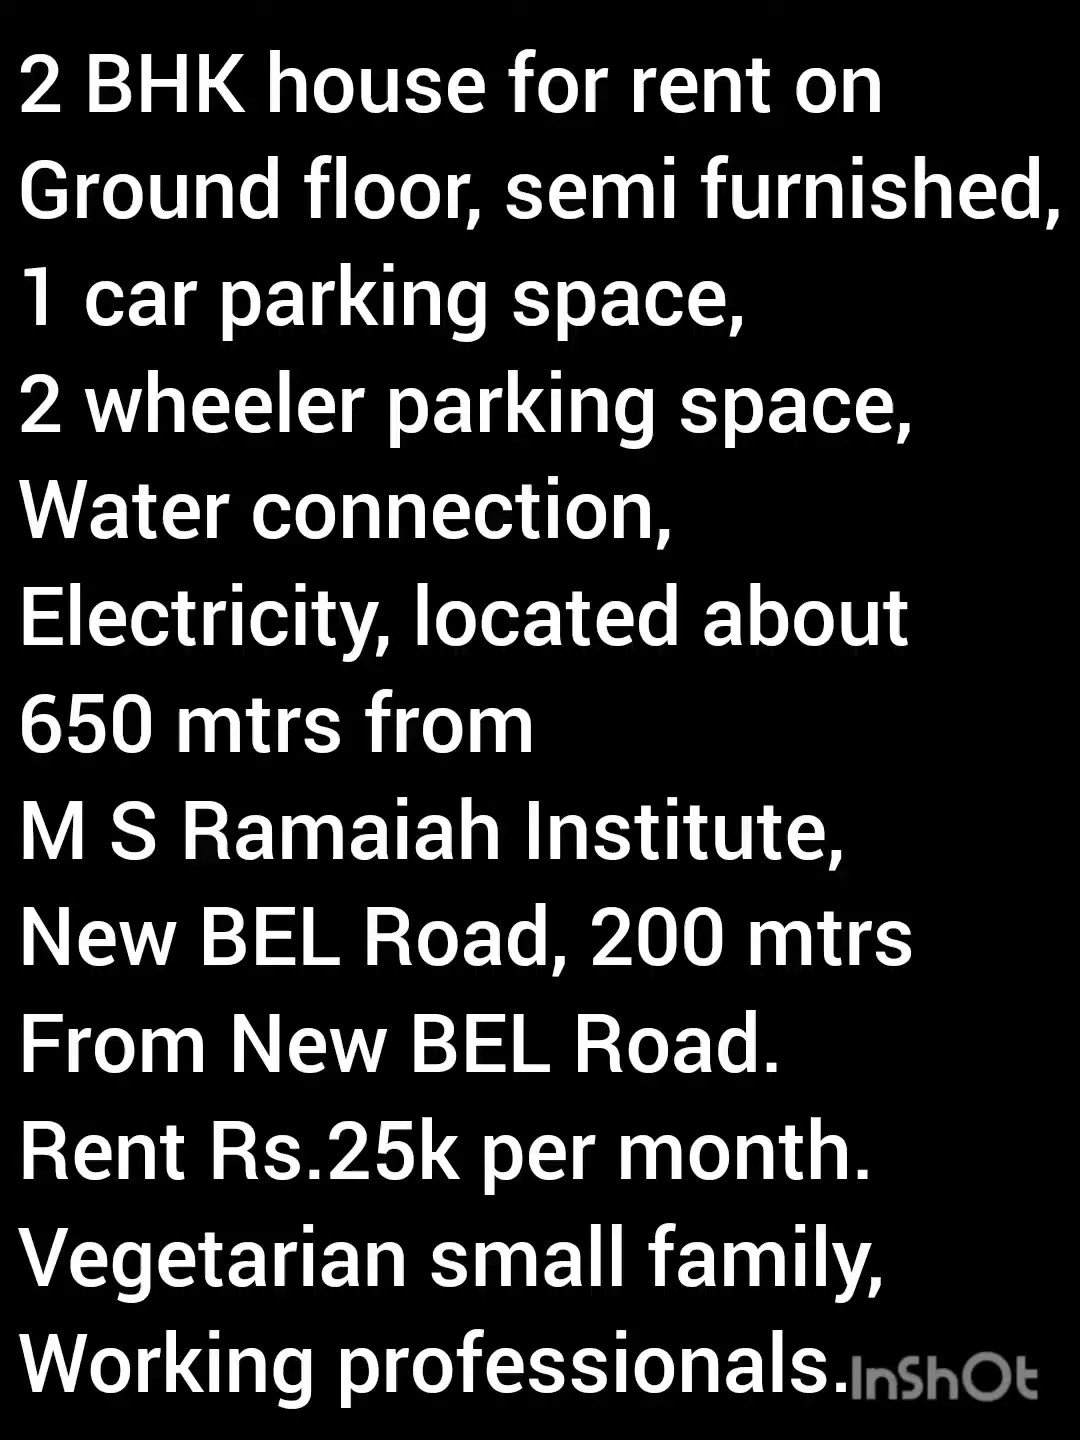 2 BHK house for rent on
Ground floor, semi furnished,
1 car parking space,
2 wheeler parking space,
Water connection,
Electricity, located about
650 mtrs from
M S Ramaiah Institute,
New BEL Road, 200 mtrs
From New BEL Road.
Rent Rs.25k per month.
Vegetarian small family,
Working professionals.
InShOt